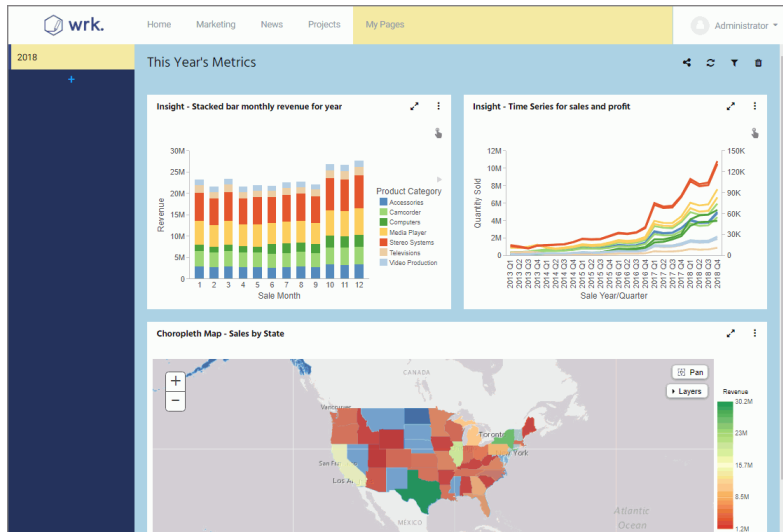 wrk.
Home Marketing News Projects My Pages
Administrator
2018
+
This Year's Metrics
Insight - Stacked bar monthly revenue for year
30M
25M
20M
15M
10M
5M
0
Revenue
1 2 3 4 5 6 7 8 9 10 11 12
Sale Month
Product Category
Accessories
Camcorder
Computers
Media Player
Stereo Systems
Televisions
Video Production
Insight - Time Series for sales and profit
12M
10M
8M
6M
4M
2M
0
Quantity Sold
150K
120K
90K
60K
30K
0
2013 Q1
2013 Q2
2013 Q3
2013 Q4
2014 Q1
2014 Q2
2014 Q3
2014 Q4
2015 Q1
2015 Q2
2015 Q3
2015 Q4
2016 Q1
2016 Q2
2016 Q3
2016 Q4
2017 Q1
2017 Q2
2017 Q3
2017 Q4
2018 Q1
2018 Q2
2018 Q3
2018 Q4
Sale Year/Quarter
Choropleth Map - Sales by State
+
−
CANADA
Vancouver
Toronto
York
San Fra
Los A
MEXICO
Atlantic
Ocean
Pan
Layers
Revenue
30.2M
23M
15.7M
8.5M
1.2M